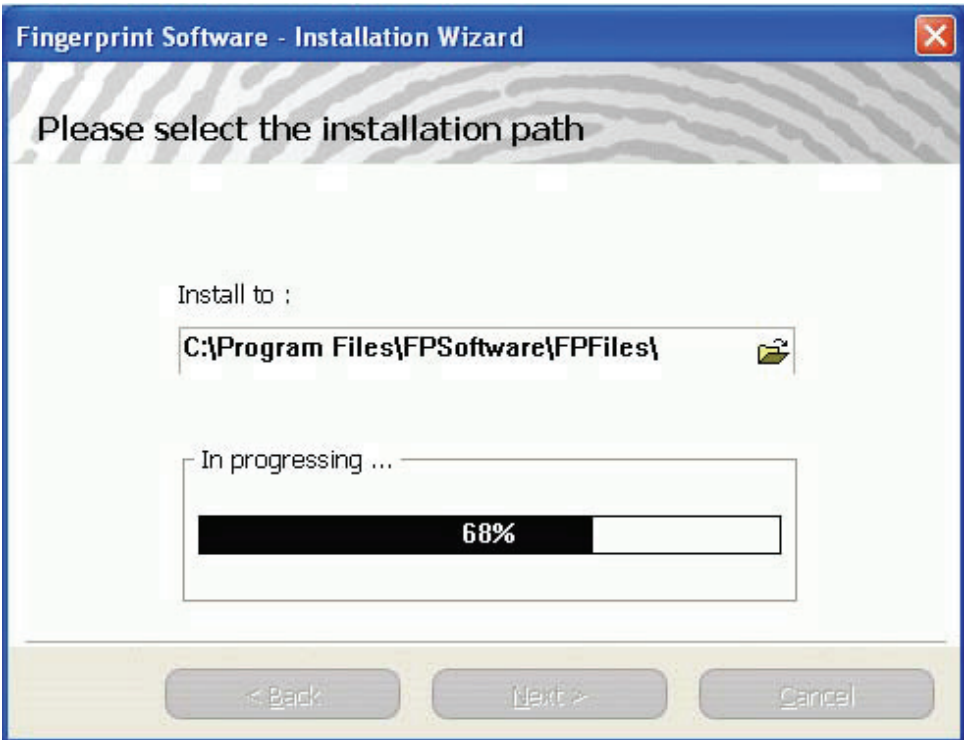 Fingerprint Software - Installation Wizard
Please select the installation path
Install to :
C:\Program Files\FPSoftware\FPFiles\
In progressing ...
68%
< Back Next > Cancel